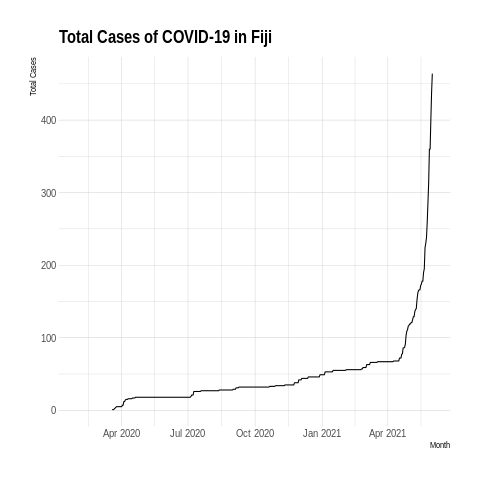 Total Cases of COVID-19 in Fiji
Total Cases
400
300
200
100
0
Apr 2020 Jul 2020 Oct 2020 Jan 2021 Apr 2021
Month